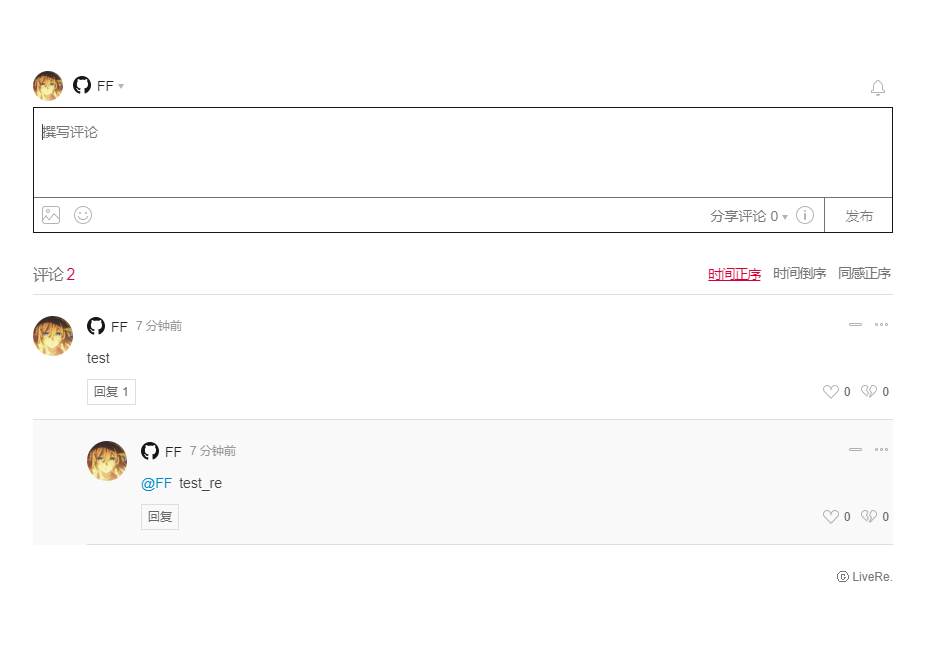 FF
撰写评论
分享评论 0 发布
评论 2 时间正序 时间倒序 同感正序
FF 7 分钟前
test
回复 1 0 0
FF 7 分钟前
@FF test_re
回复 0 0
LiveRe.